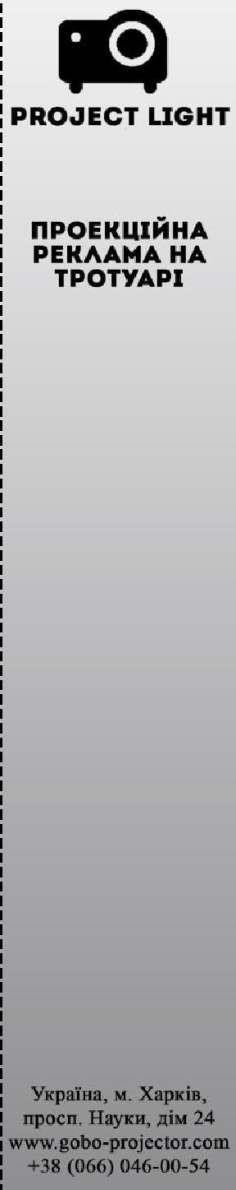 PROJECT LIGHT
ПРОЕКЦІЙНА
РЕКЛАМА НА
ТРОТУАРІ
Україна, м. Харків,
просп. Науки, дім 24
www.gobo-projector.com
+38 (066) 046-00-54